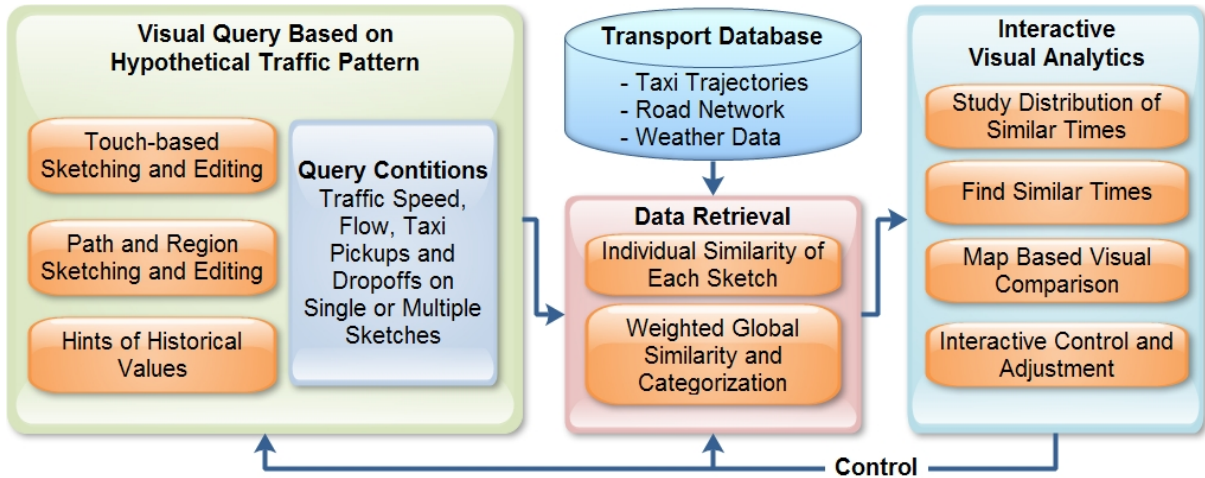 Visual Query Based on
Hypothetical Traffic Pattern
Touch-based
Sketching and Editing
Path and Region
Sketching and Editing
Hints of Historical
Values
Query Contitions
Traffic Speed,
Flow, Taxi
Pickups and
Dropoffs on
Single or Multiple
Sketches
Transport Database
- Taxi Trajectories
- Road Network
- Weather Data
Data Retrieval
Individual Similarity of
Each Sketch
Weighted Global
Similarity and
Categorization
Interactive
Visual Analytics
Study Distribution of
Similar Times
Find Similar Times
Map Based Visual
Comparison
Interactive Control and
Adjustment
Control